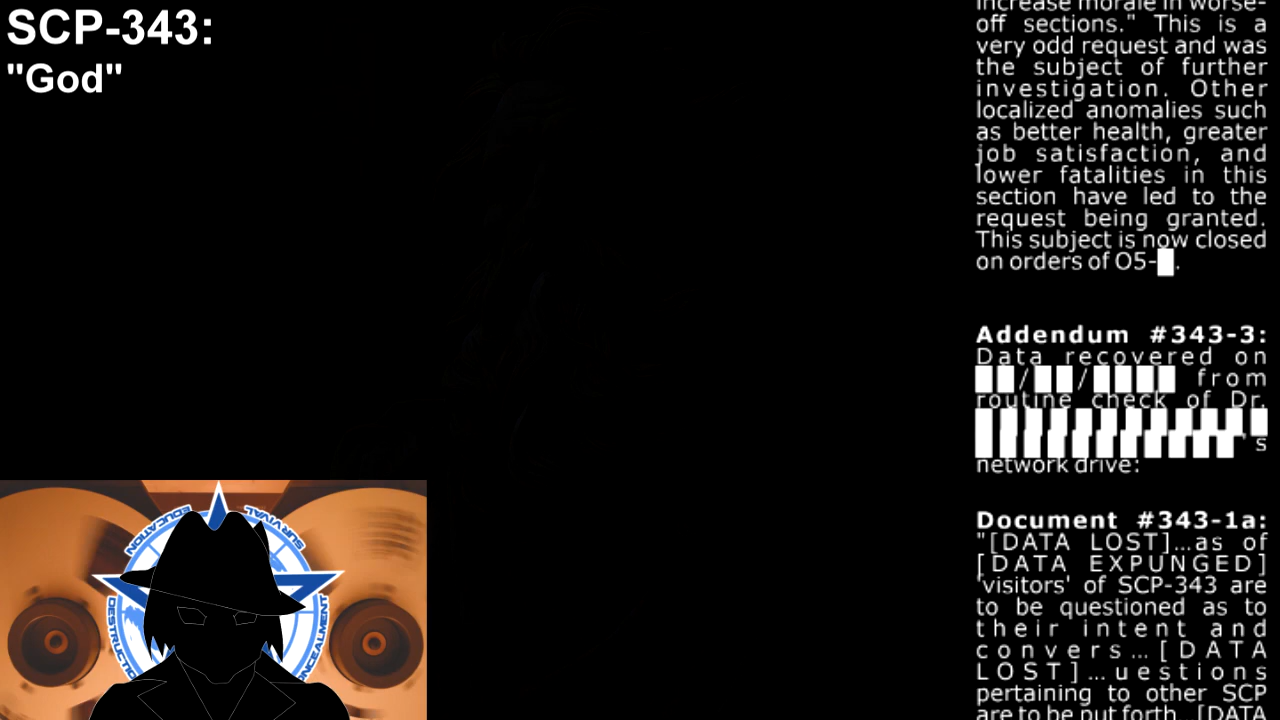 SCP-343:
"God"
increase morale in worse-
off sections." This is a
very odd request and was
the subject of further
investigation. Other
localized anomalies such
as better health, greater
job satisfaction, and
lower fatalities in this
section have led to the
request being granted.
This subject is now closed
on orders of O5-█.
Addendum #343-3:
Data recovered on
██/██/████ from
routine check of Dr.
████████████
███████████'s
network drive:
Document #343-1a:
"[DATA LOST]...as of
[DATA EXPUNGED]
'visitors' of SCP-343 are
to be questioned as to
their intent and
convers...[DATA
LOST]...uestions
pertaining to other SCP
are to be put forth. [DATA
EDUCATION
SURVIVAL